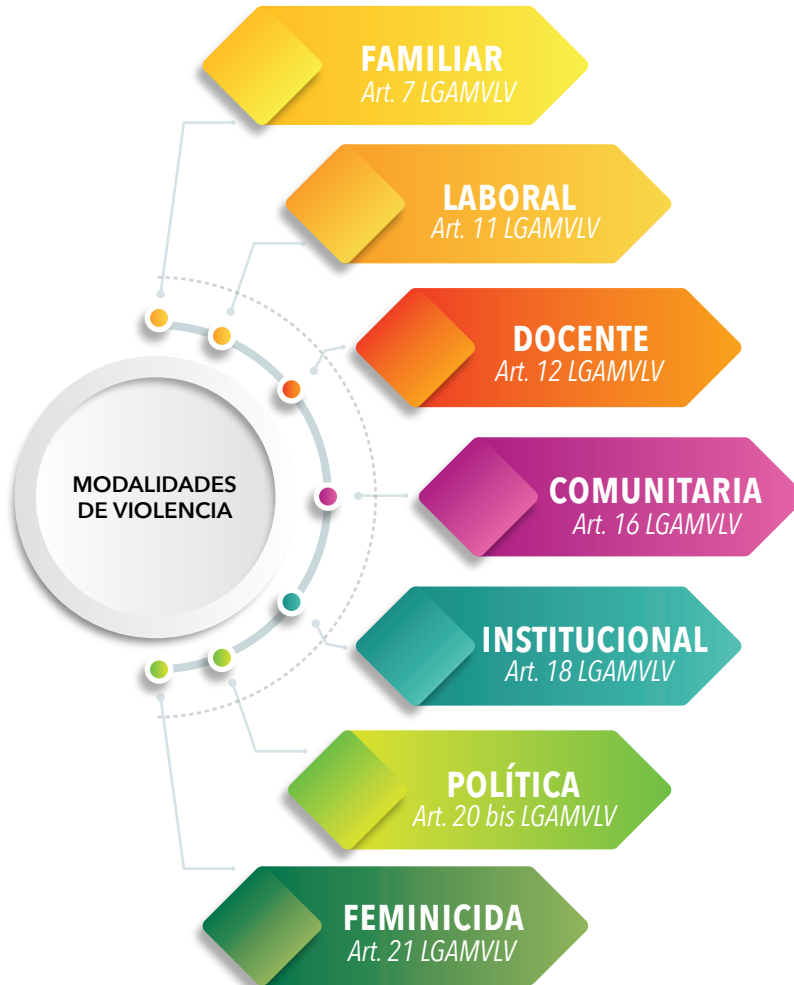 FAMILIAR
Art. 7 LGAMVLV
LABORAL
Art. 11 LGAMVLV
DOCENTE
Art. 12 LGAMVLV
MODALIDADES
DE VIOLENCIA
COMUNITARIA
Art. 16 LGAMVLV
INSTITUCIONAL
Art. 18 LGAMVLV
POLÍTICA
Art. 20 bis LGAMVLV
FEMINICIDA
Art. 21 LGAMVLV